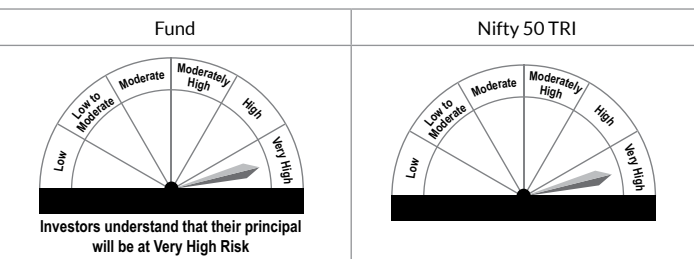 Fund
Nifty 50 TRI
Low
Low to
Moderate
Moderate
Moderately
High
High
Very High
Low
Low to
Moderate
Moderate
Moderately
High
High
Very High
Investors understand that their principal
will be at Very High Risk